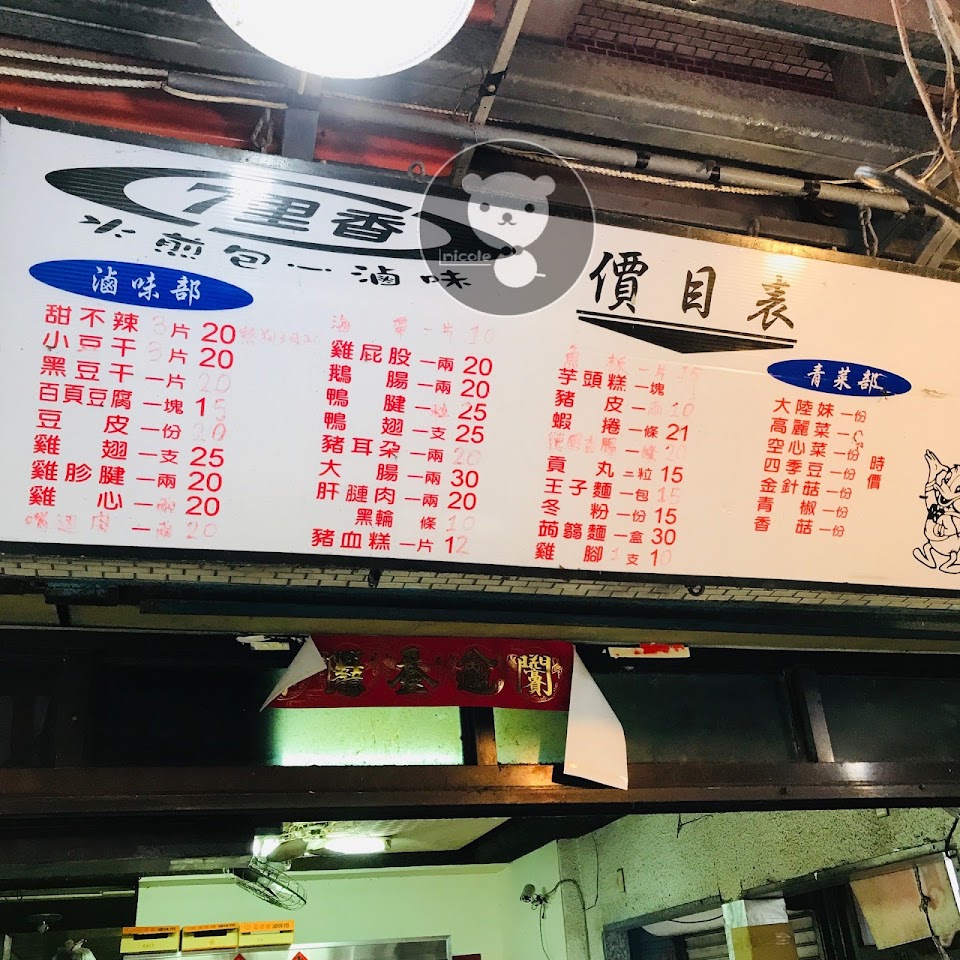 香里
水煎包一滷味
nicole
價目表
滷味部
甜不辣 3片 20
小豆干 3片 20
黑豆干 一片 20
百頁豆腐 一塊 15
豆皮 一份 20
雞翅 一支 25
雞胗腱 一兩 20
雞心 一兩 20
一兩 20
海帶 一片 10
雞屁股 一兩 20
鵝腸 一兩 20
鴨腱 一粒 25
鴨翅 一支 25
豬耳朵 一兩 20
大腸 一兩 30
肝腱肉 一兩 20
黑輪 條 10
豬血糕 一片 12
魚板 一片 15
芋頭糕 一塊
豬皮 一兩 10
蝦捲 一條 21
一條 20
貢丸 二粒 15
王子麵 一包 15
冬粉 一份 15
蒟蒻麵 一盒 30
雞腳 1支 10
青菜部
大陸妹 一份
高麗菜 一份
空心菜 一份
四季豆 一份
金針菇 一份
青椒 一份
香菇 一份
時價